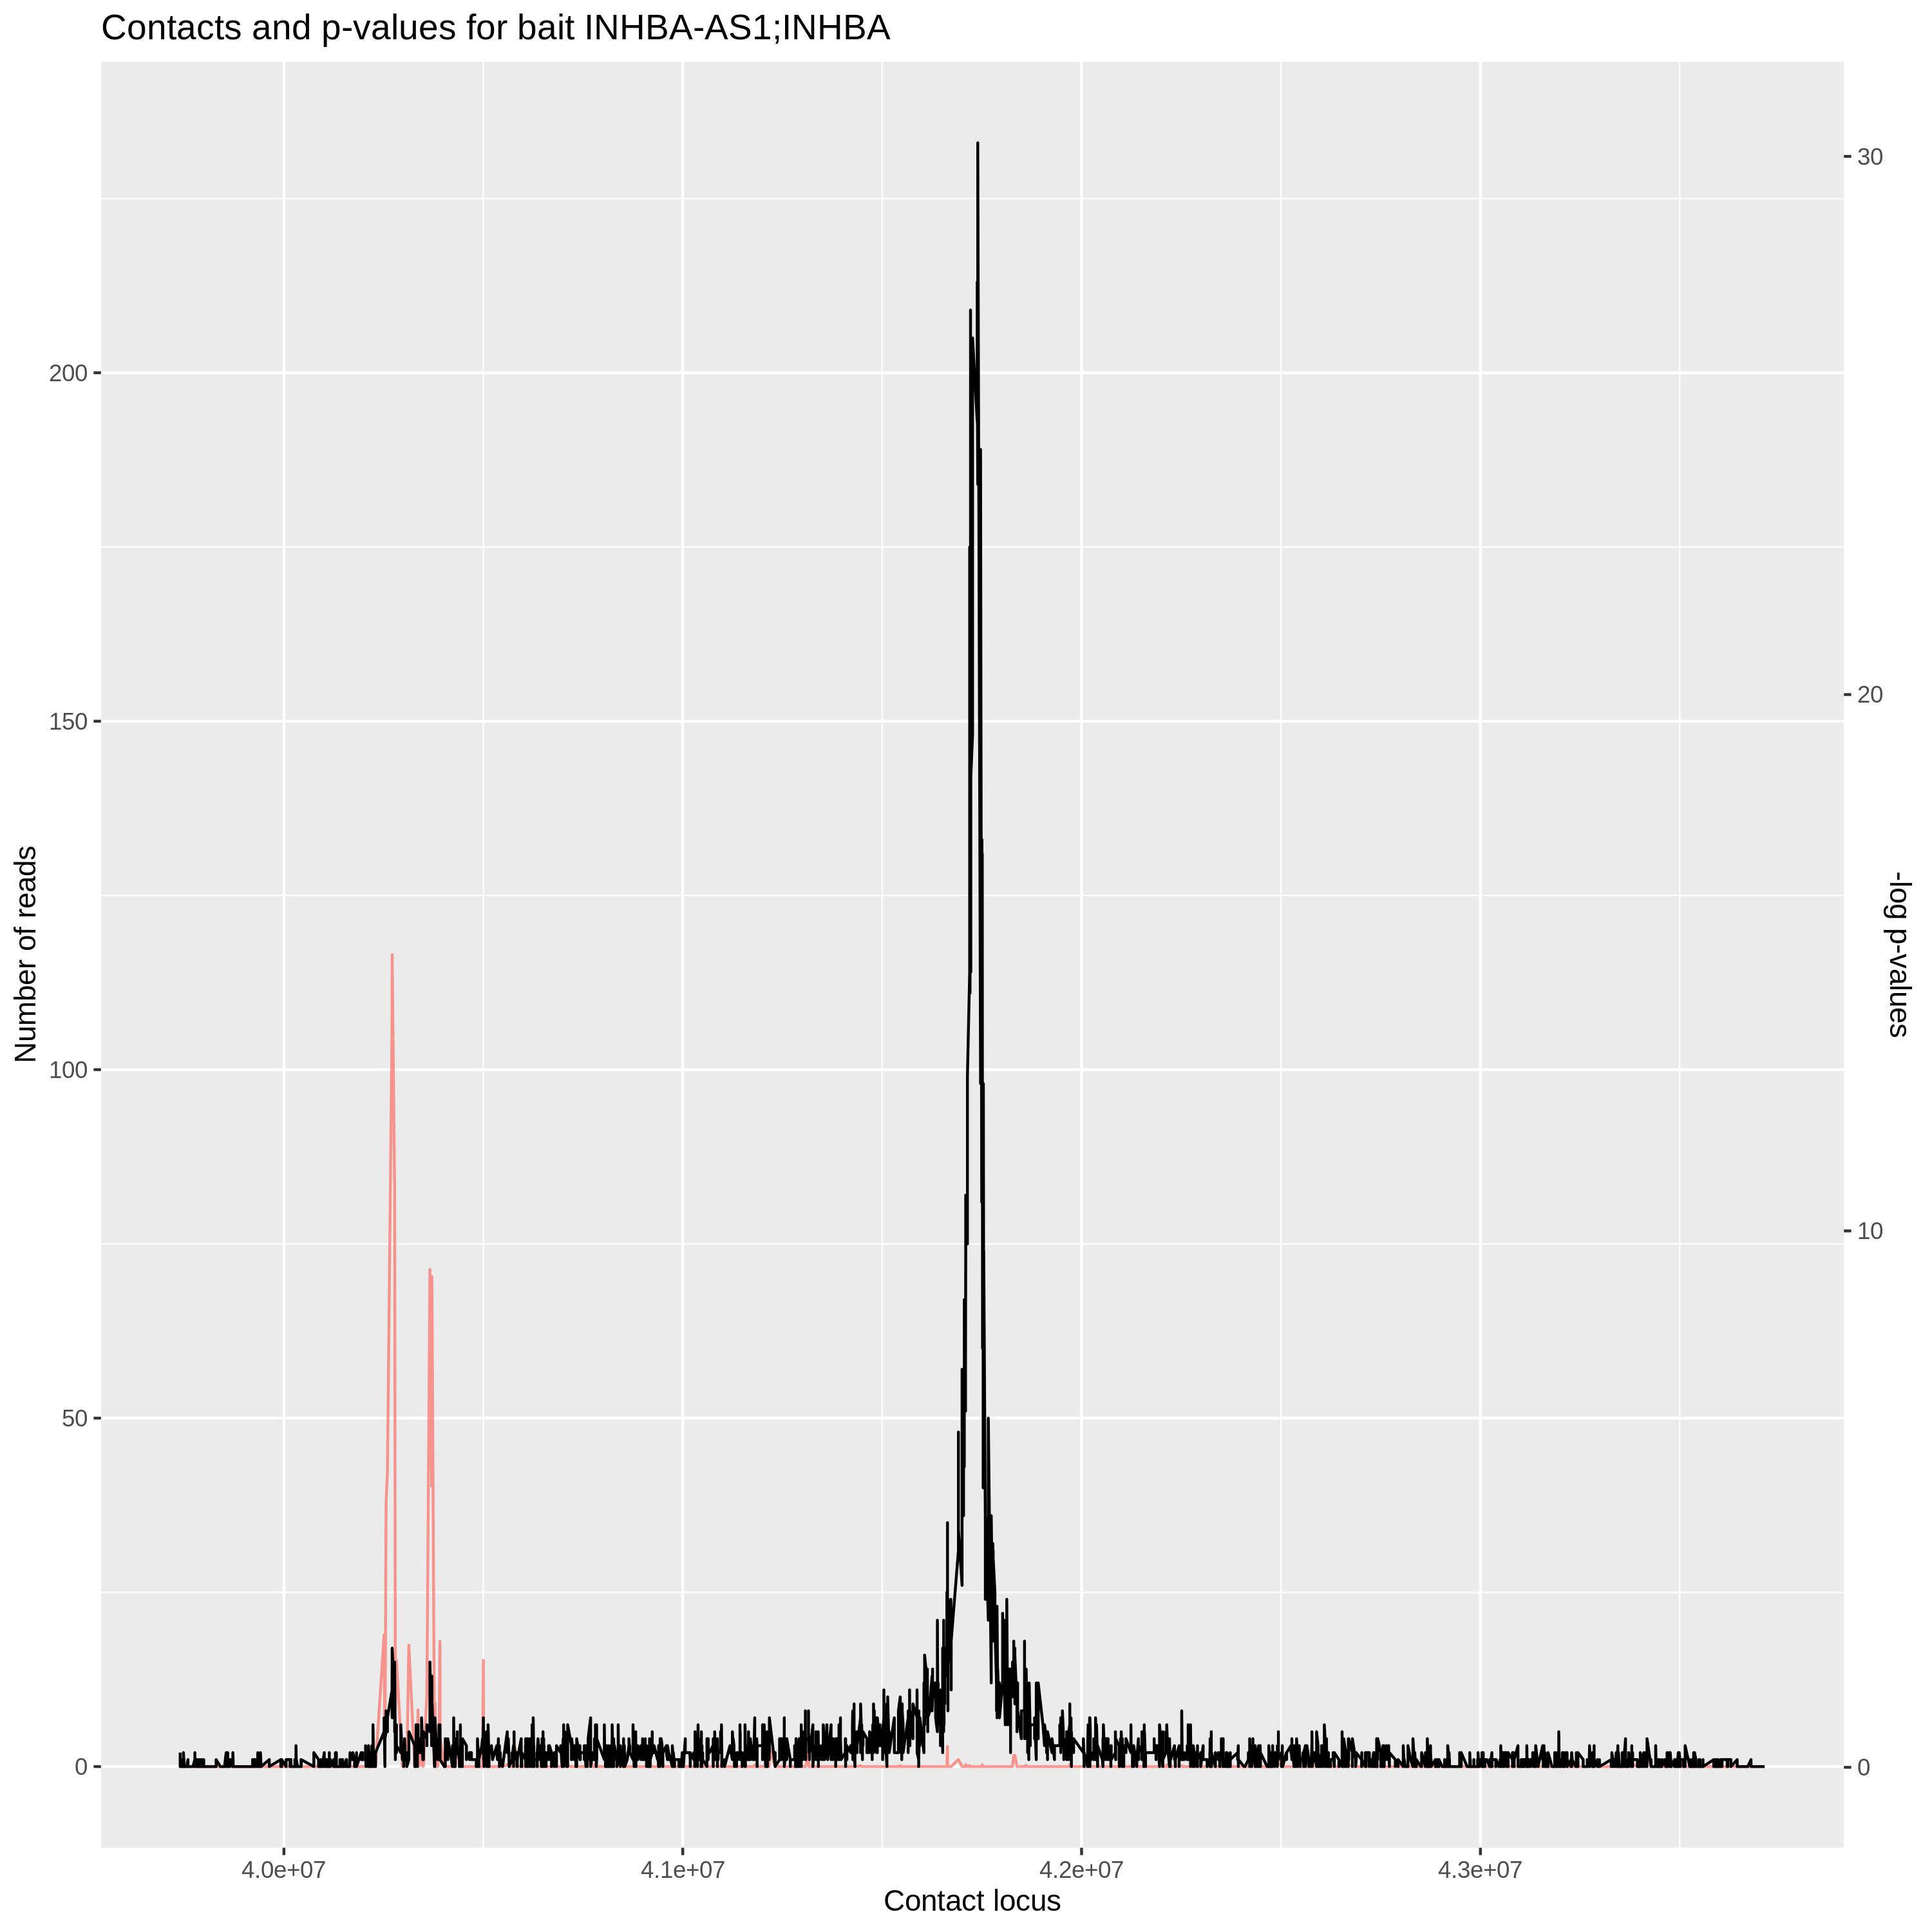 Contacts and p-values for bait INHBA-AS1;INHBA
30
200
20
150
Number of reads
-log p-values
100
10
50
0
0
4.0e+07 4.1e+07 4.2e+07 4.3e+07
Contact locus